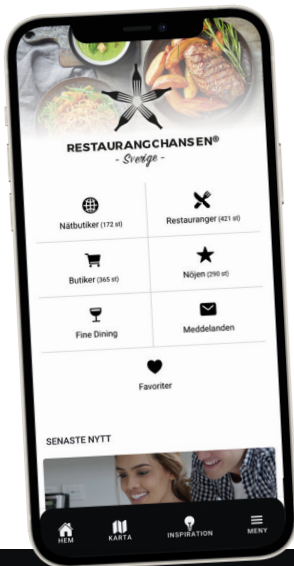 RESTAURANGCHANSEN®
- Sverige -
Nätbutiker (172 st)
Restauranger (421 st)
Butiker (365 st)
Nöjen (290 st)
Fine Dining
Meddelanden
Favoriter
SENASTE NYTT
HEM
KARTA
INSPIRATION
MENY